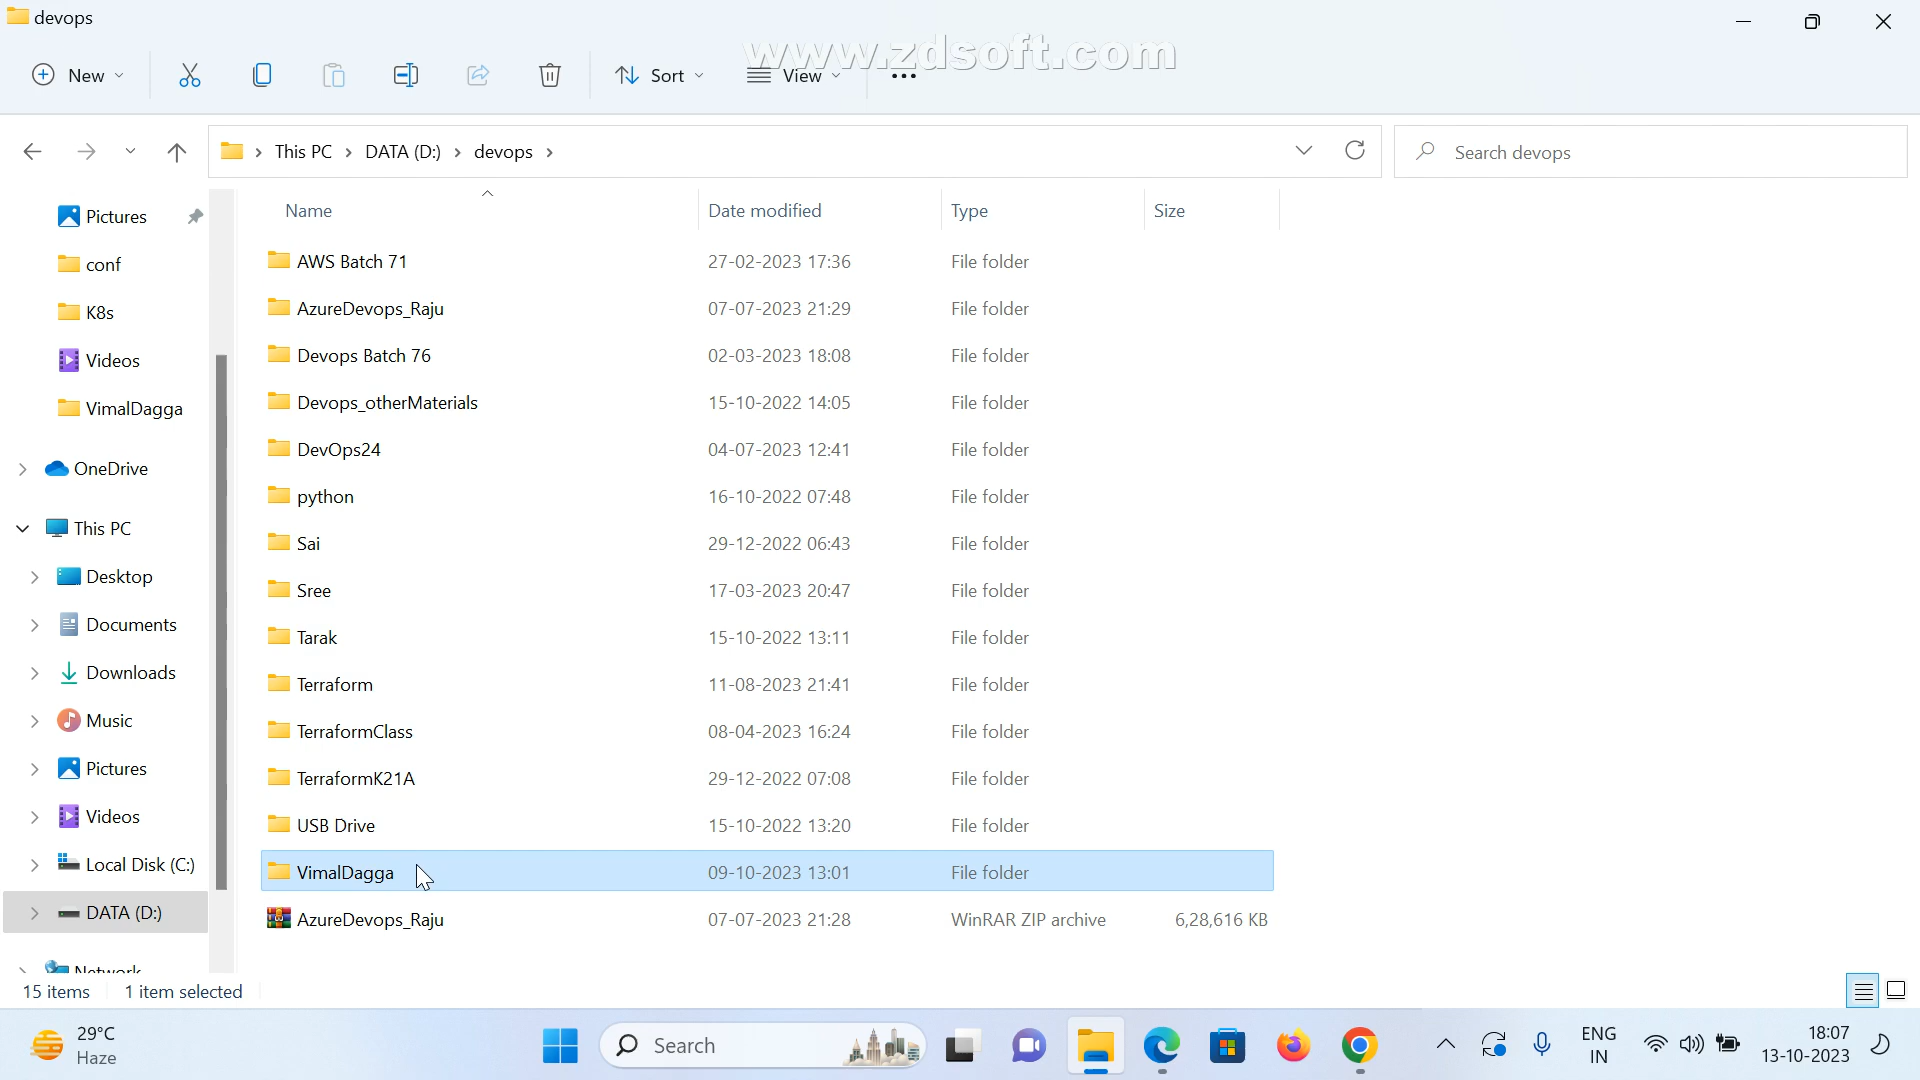 devops
www.zdsoft.com
New
Sort
View
This PC
DATA (D:)
devops
Search devops
Name
Date modified
Type
Size
Pictures
conf
K8s
Videos
VimalDagga
OneDrive
This PC
Desktop
Documents
Downloads
Music
Pictures
Videos
Local Disk (C:)
DATA (D:)
Network
AWS Batch 71 27-02-2023 17:36 File folder
AzureDevops_Raju 07-07-2023 21:29 File folder
Devops Batch 76 02-03-2023 18:08 File folder
Devops_otherMaterials 15-10-2022 14:05 File folder
DevOps24 04-07-2023 12:41 File folder
python 16-10-2022 07:48 File folder
Sai 29-12-2022 06:43 File folder
Sree 17-03-2023 20:47 File folder
Tarak 15-10-2022 13:11 File folder
Terraform 11-08-2023 21:41 File folder
TerraformClass 08-04-2023 16:24 File folder
TerraformK21A 29-12-2022 07:08 File folder
USB Drive 15-10-2022 13:20 File folder
VimalDagga 09-10-2023 13:01 File folder
AzureDevops_Raju 07-07-2023 21:28 WinRAR ZIP archive 6,28,616 KB
15 items 1 item selected
29°C
Haze
Search
ENG
IN
18:07
13-10-2023